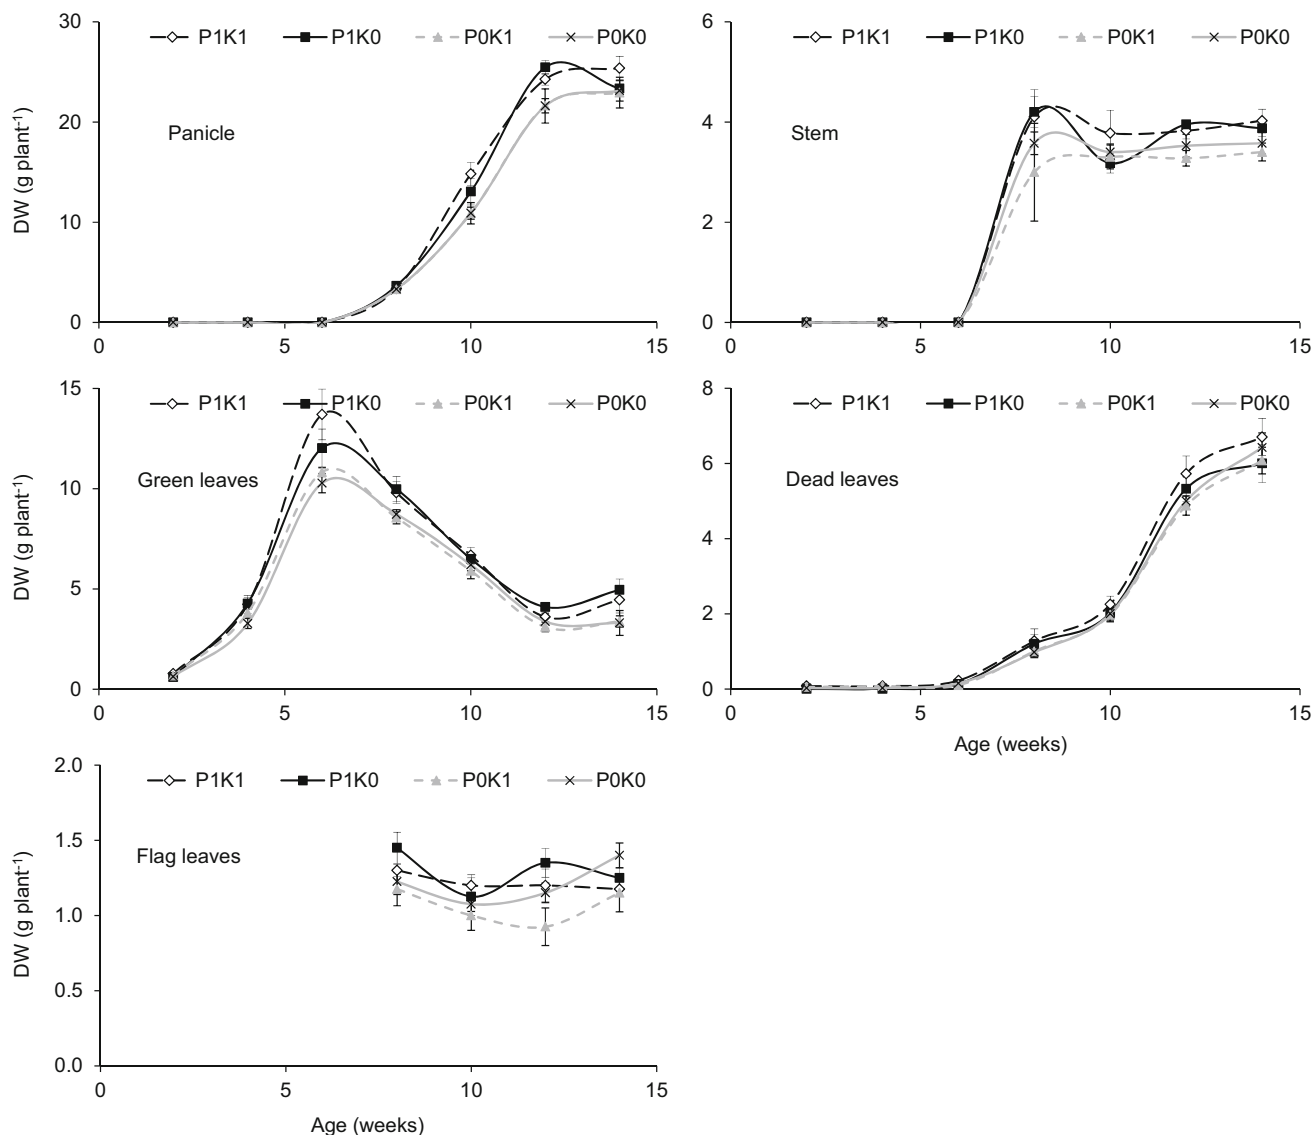 30
20
10
0
DW (g plant-1)
P1K1 P1K0 P0K1 P0K0
Panicle
0 5 10 15
6
4
2
0
P1K1 P1K0 P0K1 P0K0
Stem
0 5 10 15
15
10
5
0
DW (g plant-1)
P1K1 P1K0 P0K1 P0K0
Green leaves
0 5 10 15
8
6
4
2
0
P1K1 P1K0 P0K1 P0K0
Dead leaves
0 5 10 15
Age (weeks)
2.0
1.5
1.0
0.5
0.0
DW (g plant-1)
P1K1 P1K0 P0K1 P0K0
Flag leaves
0 5 10 15
Age (weeks)